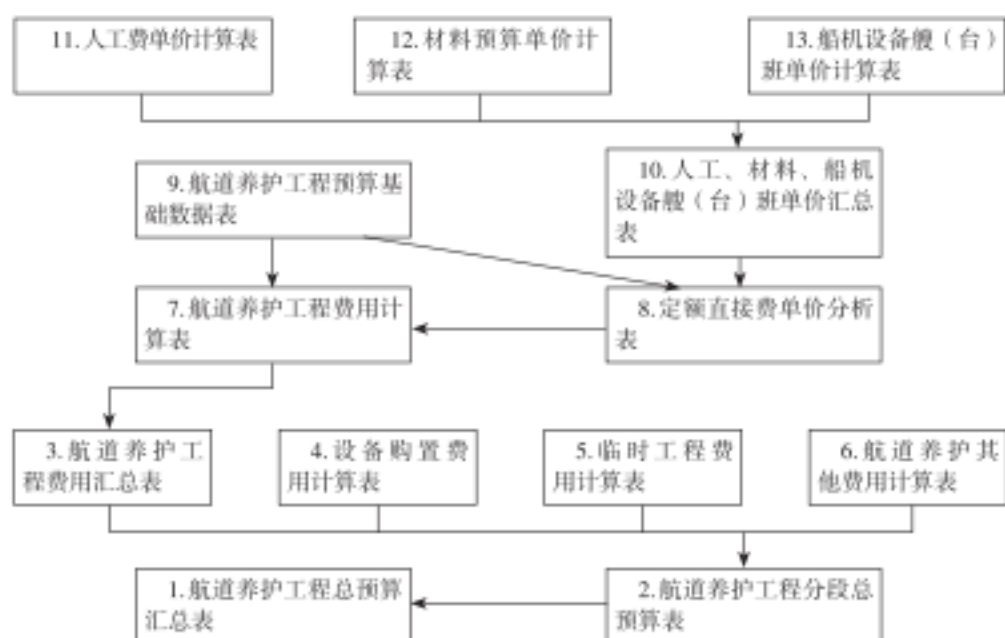 11.人工费单价计算表
12.材料预算单价计
算表
13.船机设备艘（台）
班单价计算表
9.航道养护工程预算基
础数据表
10.人工、材料、船机
设备艘（台）班单价汇总
表
7.航道养护工程费用计
算表
8.定额直接费单价分析
表
3.航道养护工
程费用汇总表
4.设备购置费
用计算表
5.临时工程费
用计算表
6.航道养护其
他费用计算表
1.航道养护工程总预算
汇总表
2.航道养护工程分段总
预算表